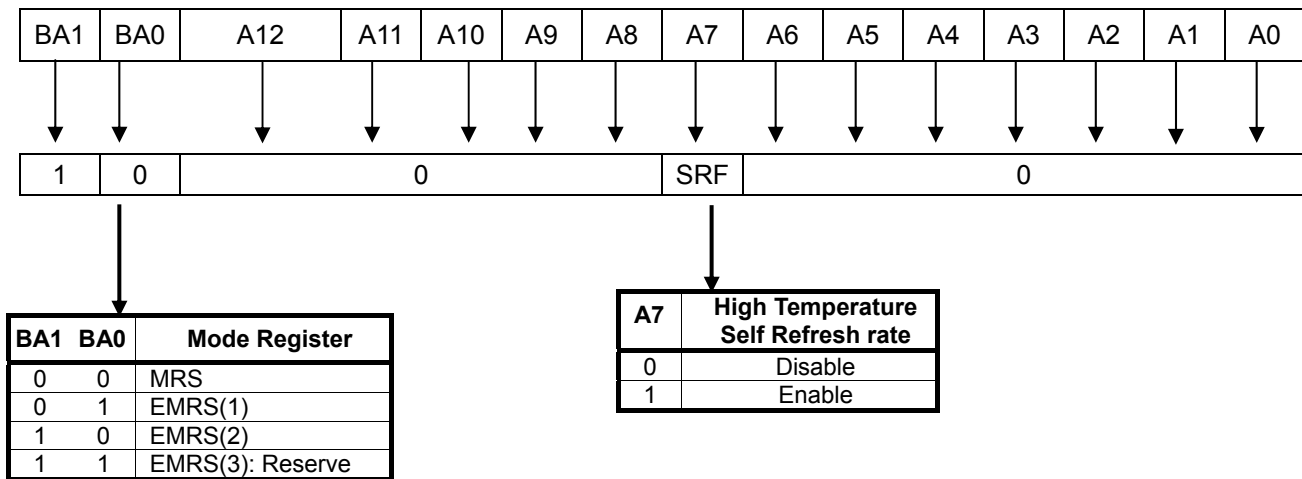 BA1 BA0 A12 A11 A10 A9 A8 A7 A6 A5 A4 A3 A2 A1 A0
1 0 0 SRF 0
BA1 BA0 Mode Register
0 0 MRS
0 1 EMRS(1)
1 0 EMRS(2)
1 1 EMRS(3): Reserve
A7 High Temperature
Self Refresh rate
0 Disable
1 Enable